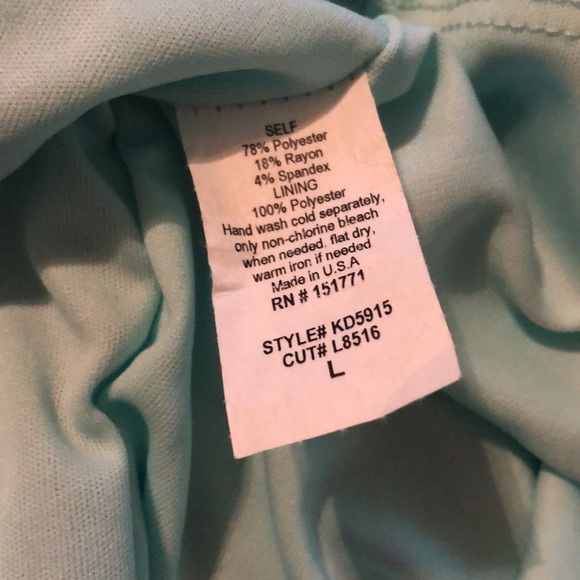 SELF
78% Polyester
18% Rayon
4% Spandex
LINING
100% Polyester
Hand wash cold separately,
only non-chlorine bleach
when needed, flat dry,
warm iron if needed
Made in U.S.A
RN # 151771
STYLE# KD5915
CUT# L8516
L